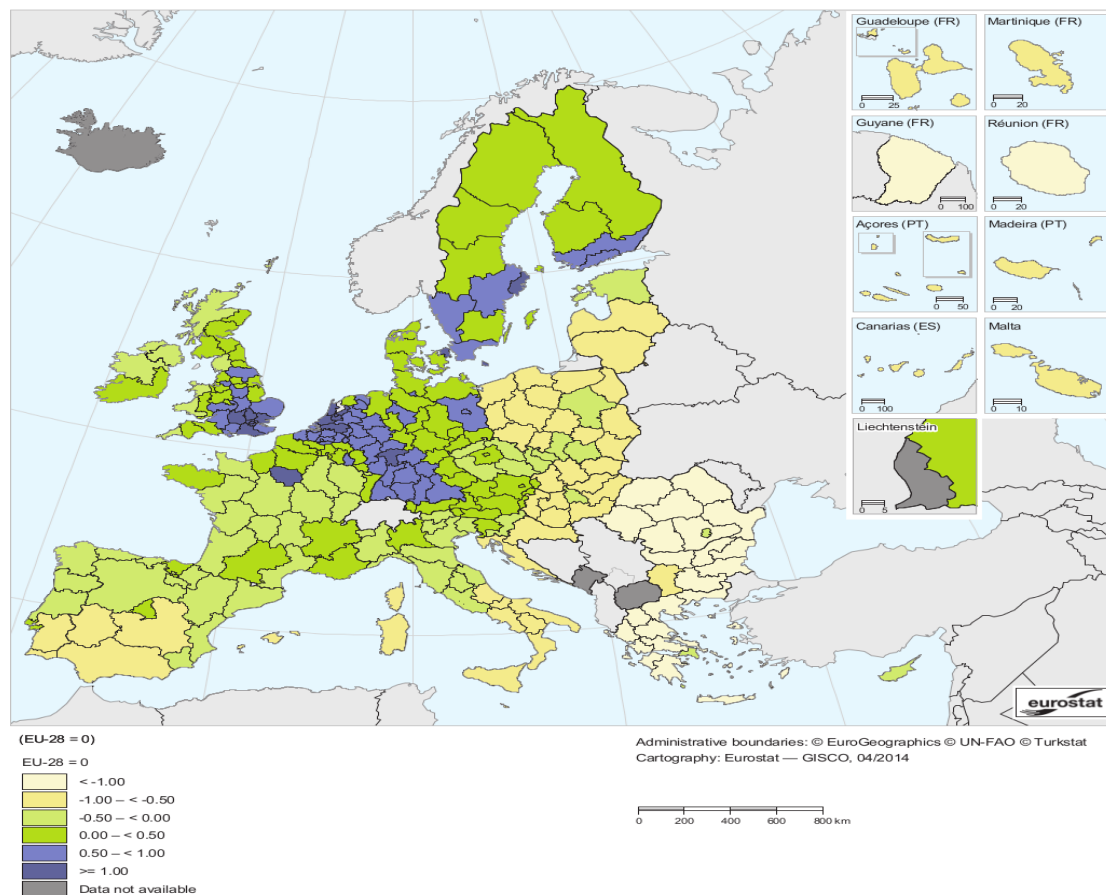 Guadeloupe (FR)
Martinique (FR)
0 25
0 20
Guyane (FR)
Réunion (FR)
0 100
0 20
Açores (PT)
Madeira (PT)
0 50
0 20
Canarias (ES)
Malta
0 100
0 10
Liechtenstein
0 5
eurostat
(EU-28 = 0)
EU-28 = 0
< -1.00
-1.00 – < -0.50
-0.50 – < 0.00
0.00 – < 0.50
0.50 – < 1.00
>= 1.00
Data not available
Administrative boundaries: © EuroGeographics © UN-FAO © Turkstat
Cartography: Eurostat — GISCO, 04/2014
0 200 400 600 800 km